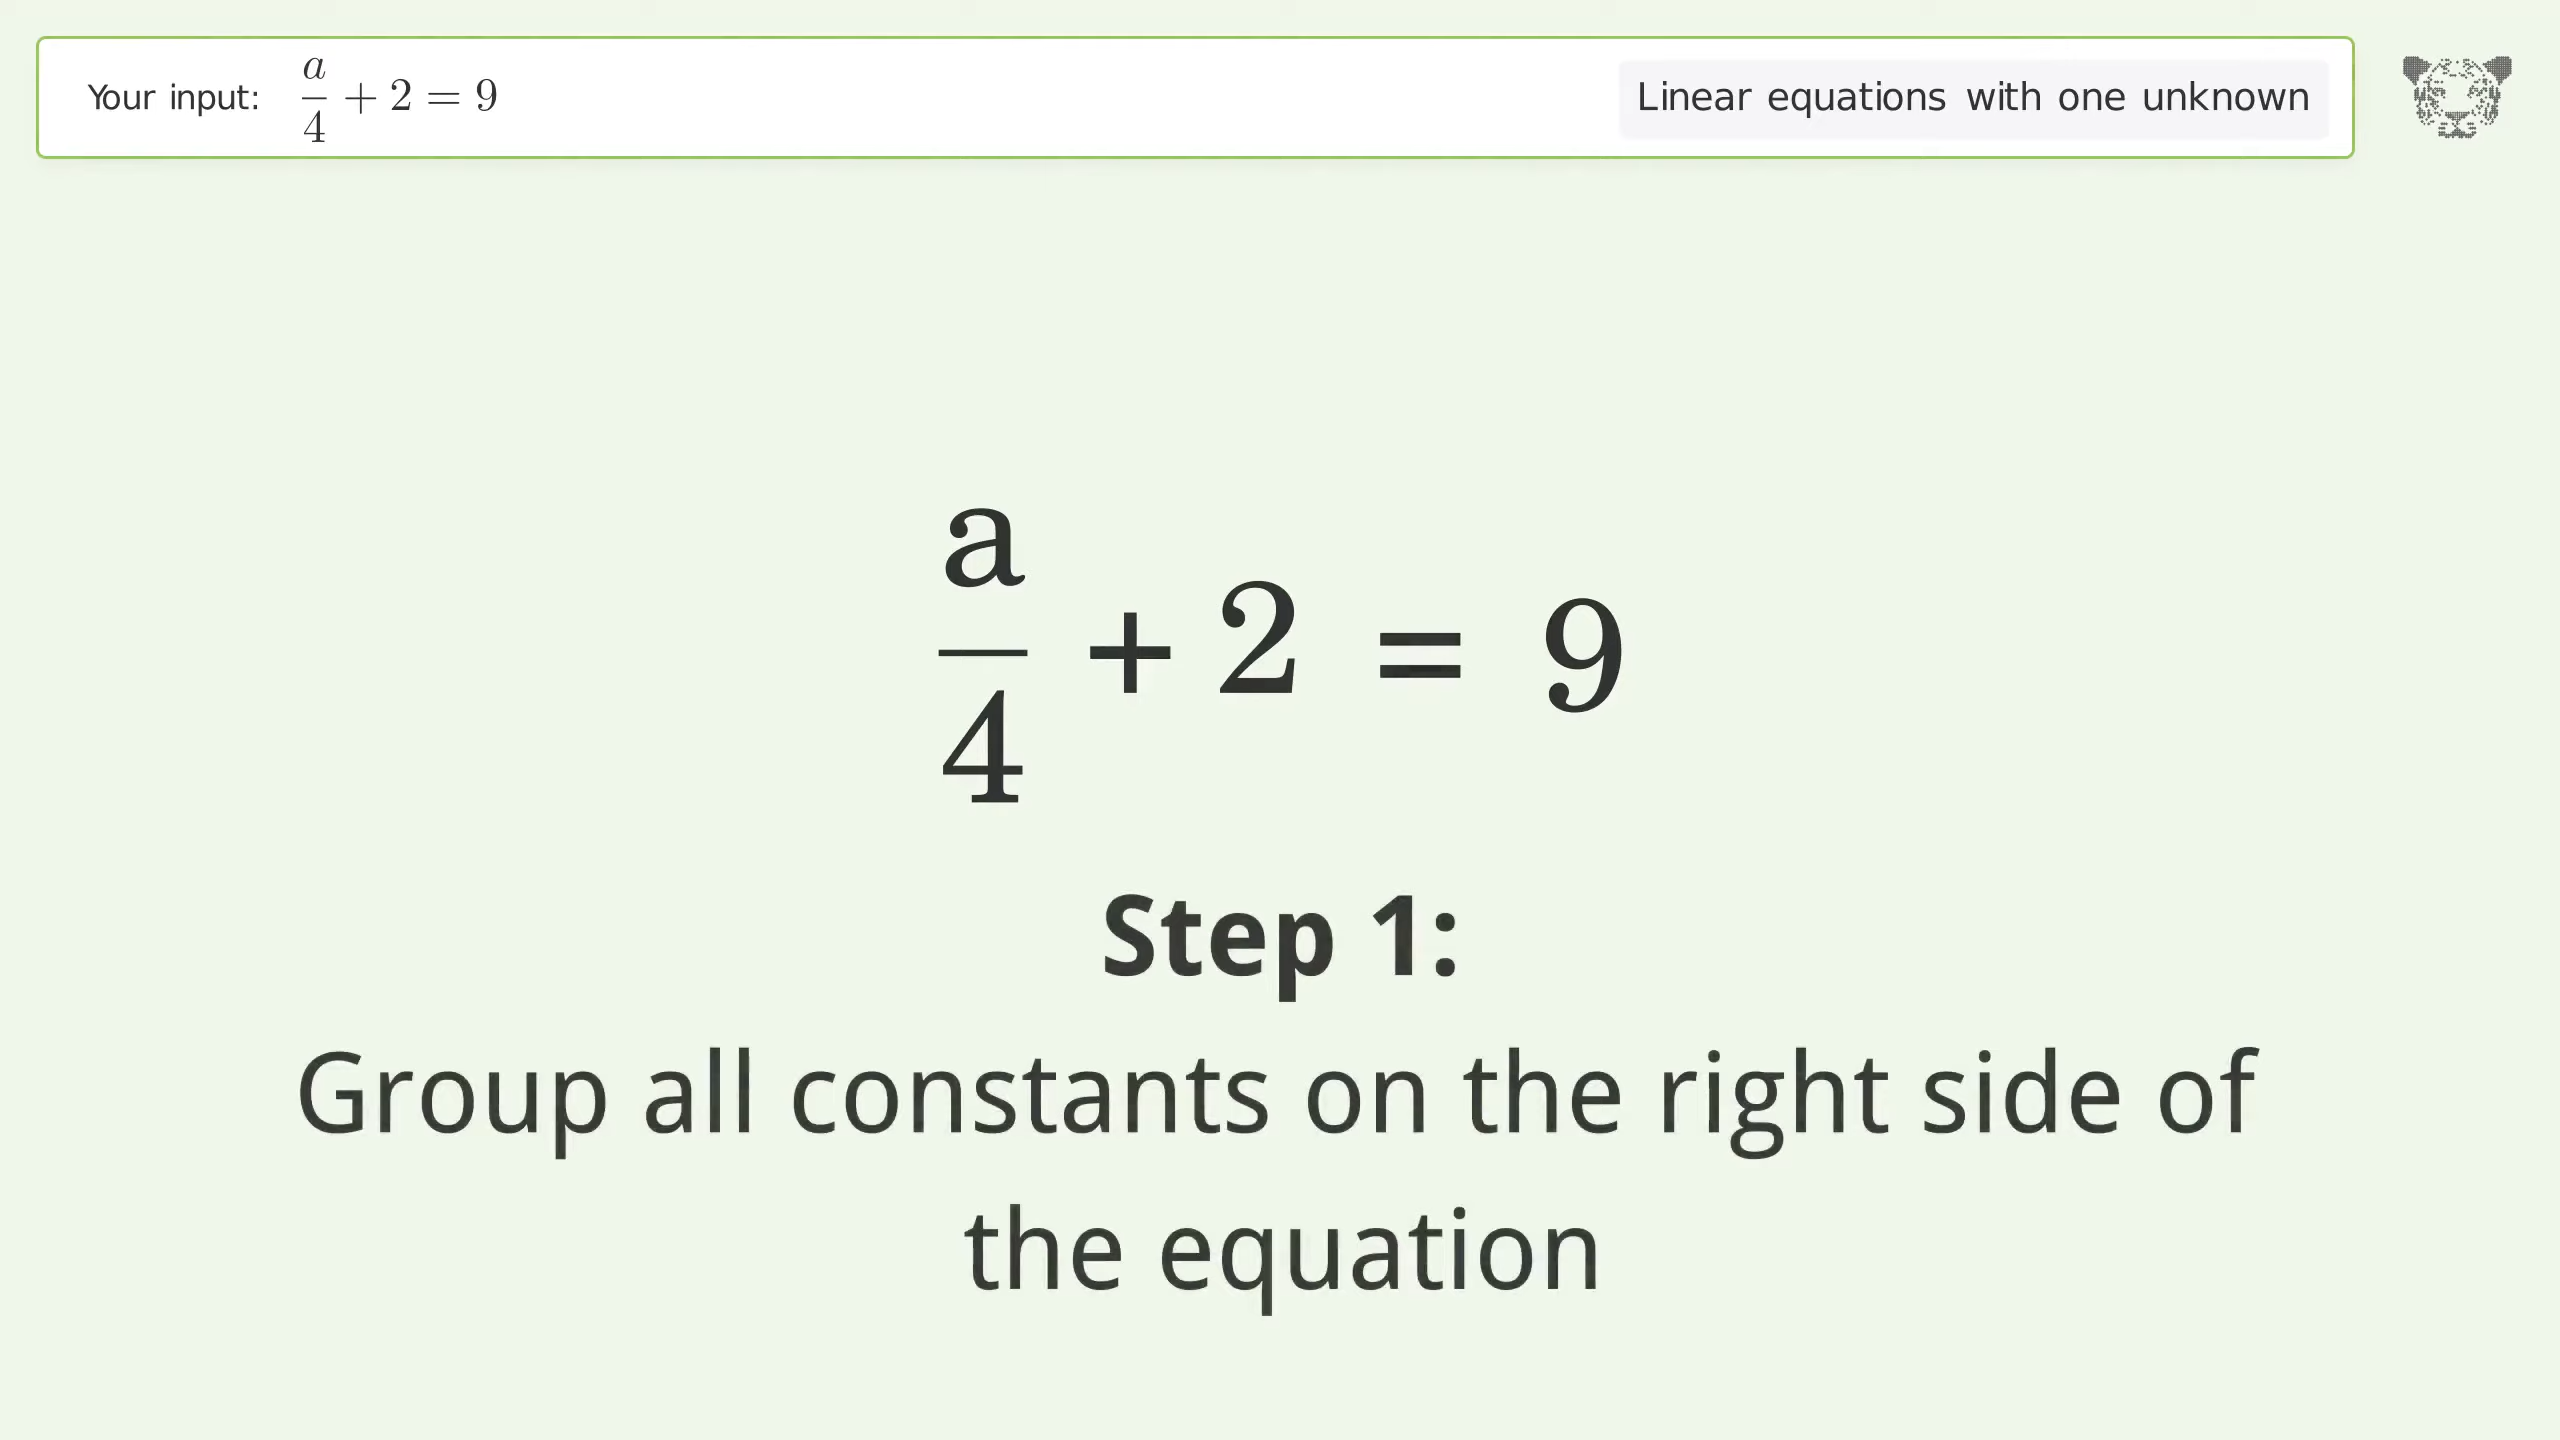 Your input: a/4 + 2 = 9
Linear equations with one unknown
a/4 + 2 = 9
Step 1:
Group all constants on the right side of
the equation